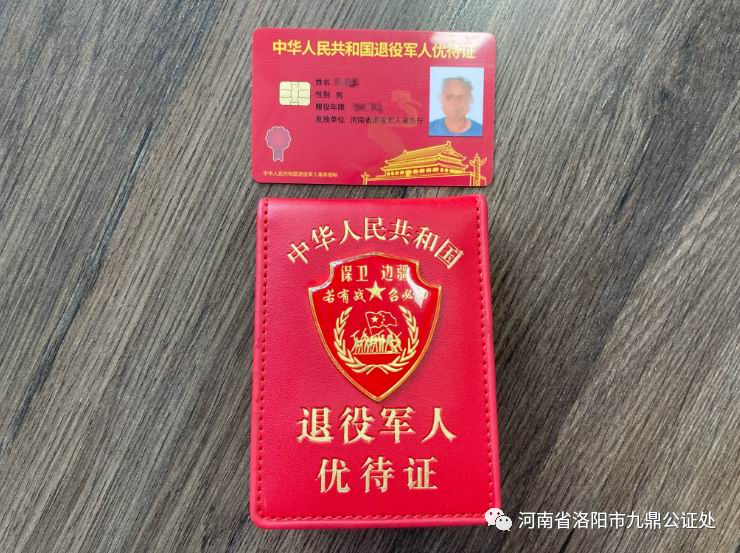 中华人民共和国退役军人优待证
姓名
性别 男
服役年限
发放单位 河南省退役军人事务厅
中华人民共和国退役军人事务部制
中华人民共和国
保卫 边疆
若有战 召必回
退役军人
优待证
河南省洛阳市九鼎公证处